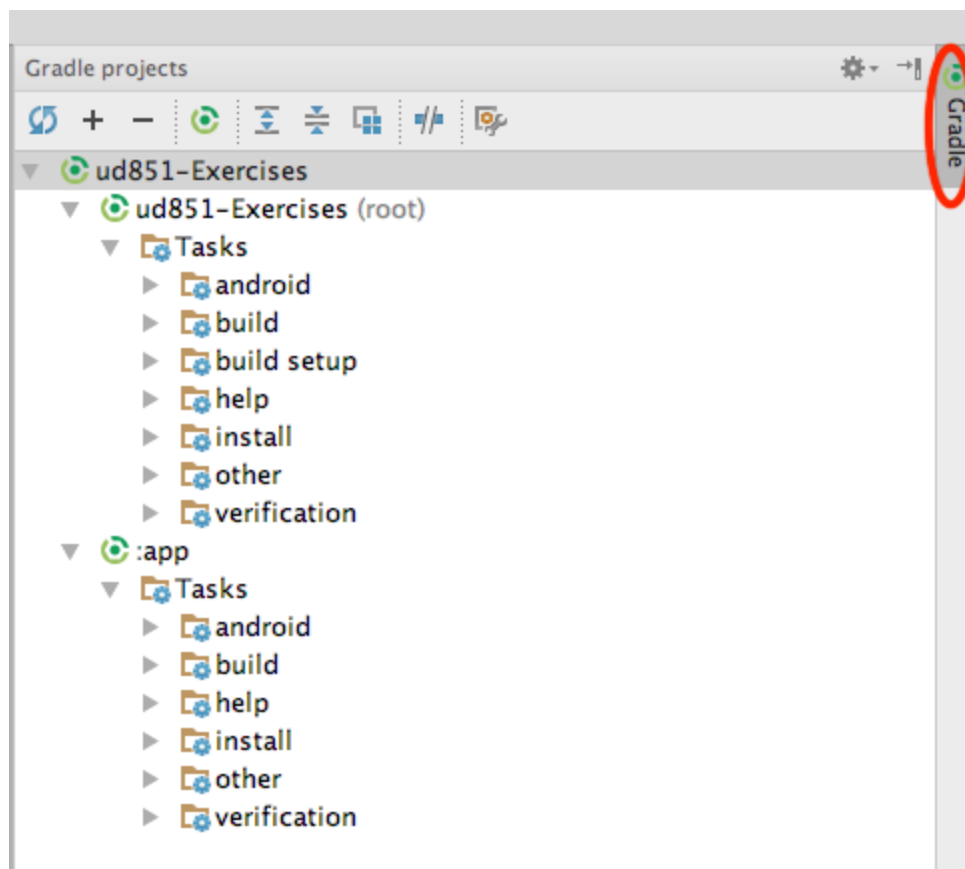 Gradle projects
Gradle
ud851-Exercises
ud851-Exercises (root)
Tasks
android
build
build setup
help
install
other
verification
:app
Tasks
android
build
help
install
other
verification